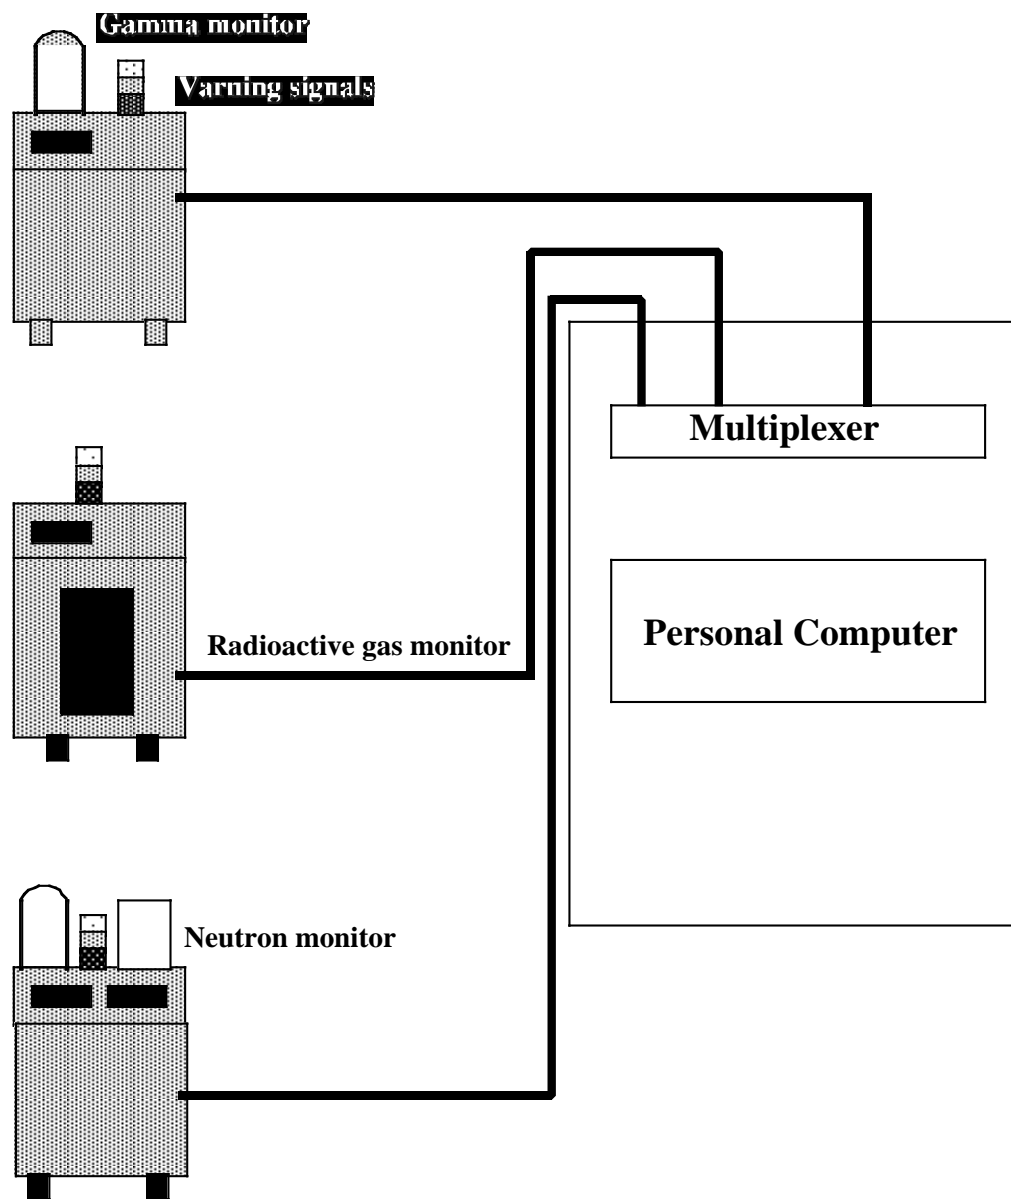 Gamma monitor
Varning signals
Multiplexer
Personal Computer
Radioactive gas monitor
Neutron monitor